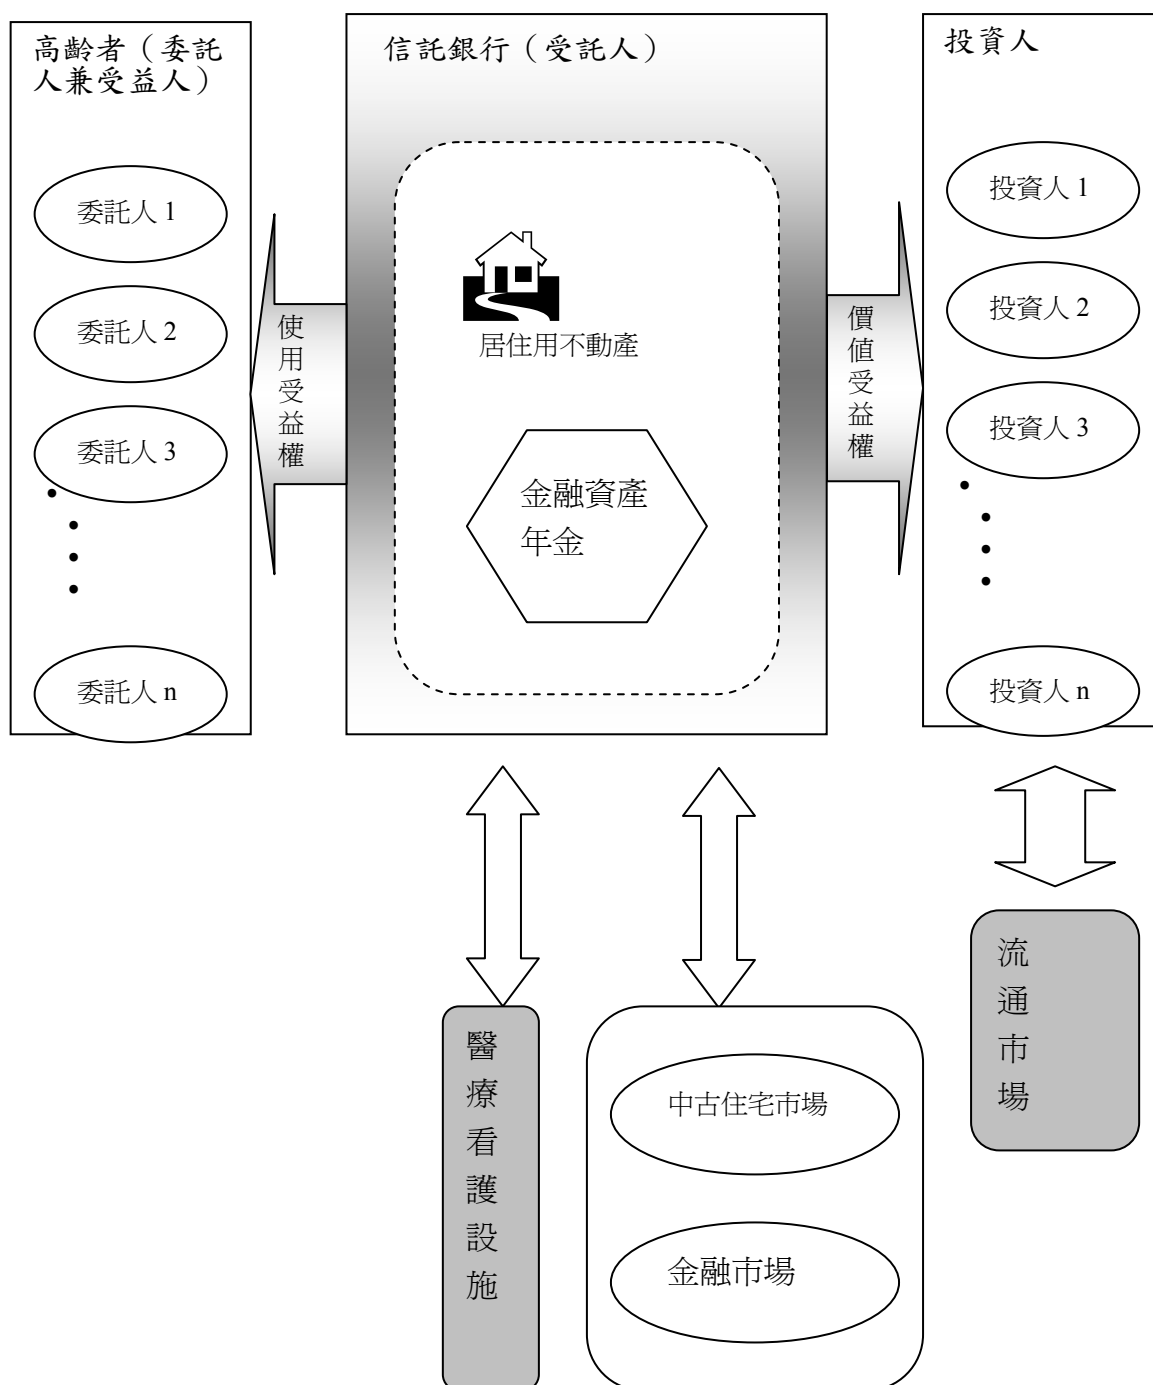 高齡者（委託
人兼受益人）
委託人 1
委託人 2
委託人 3
委託人 n
使用受益權
信託銀行（受託人）
居住用不動產
金融資產
年金
價值受益權
投資人
投資人 1
投資人 2
投資人 3
投資人 n
醫療看護設施
中古住宅市場
金融市場
流通市場